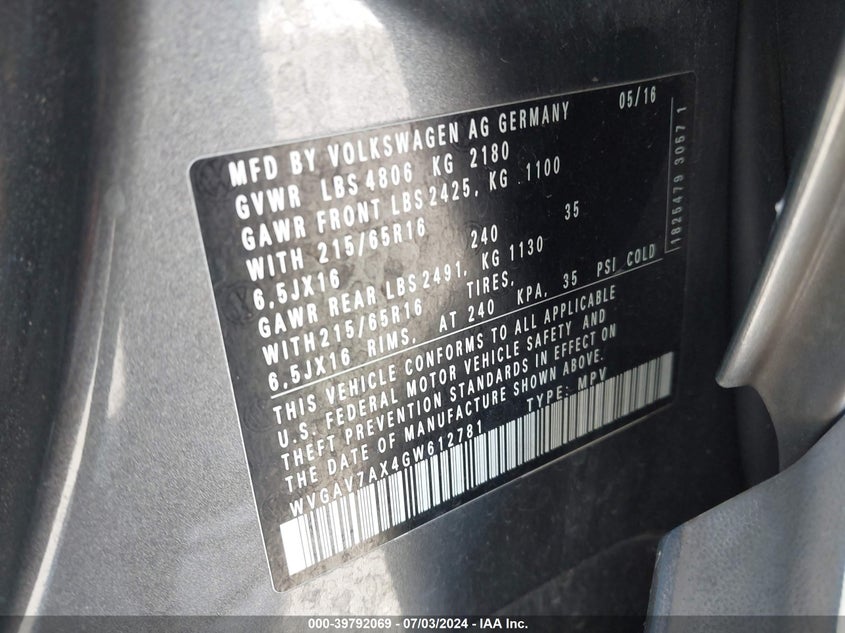 MFD BY VOLKSWAGEN AG GERMANY 05/16
GVWR LBS 4806 KG 2180
GAWR FRONT LBS 2425, KG 1100
WITH 215/65R16
6,5JX16 240 35
GAWR REAR LBS 2491, KG 1130
WITH 215/65R16 TIRES,
6,5JX16 RIMS, AT 240 KPA, 35 PSI COLD
THIS VEHICLE CONFORMS TO ALL APPLICABLE
U.S. FEDERAL MOTOR VEHICLE SAFETY AND
THEFT PREVENTION STANDARDS IN EFFECT ON
THE DATE OF MANUFACTURE SHOWN ABOVE.
WVGAV7AX4GW612781 TYPE: MPV
1825479 3057 1
000-39792069 - 07/03/2024 - IAA Inc.